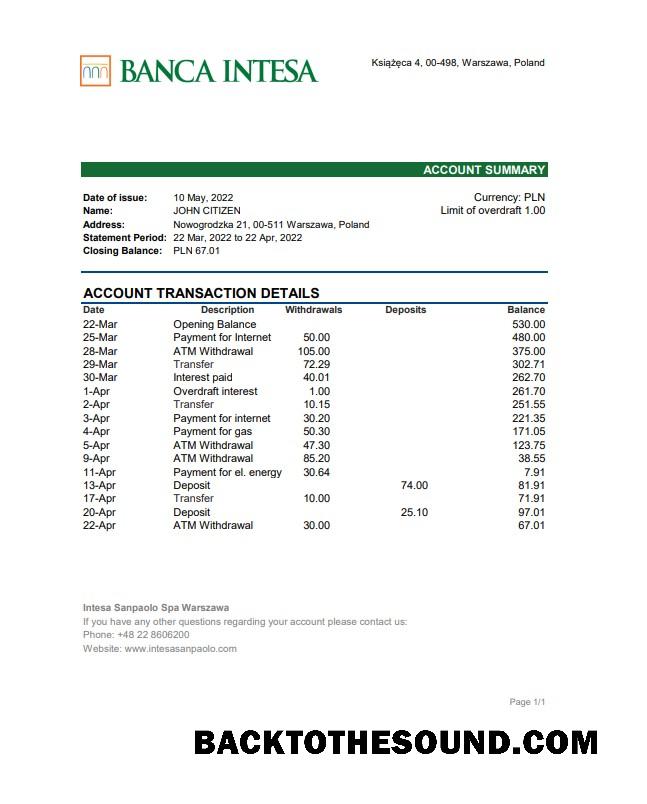 BANCA INTESA
Książęca 4, 00-498, Warszawa, Poland
ACCOUNT SUMMARY
Date of issue: 10 May, 2022 Currency: PLN
Name: JOHN CITIZEN Limit of overdraft 1.00
Address: Nowogrodzka 21, 00-511 Warszawa, Poland
Statement Period: 22 Mar, 2022 to 22 Apr, 2022
Closing Balance: PLN 67.01
ACCOUNT TRANSACTION DETAILS
Date Description Withdrawals Deposits Balance
22-Mar Opening Balance 530.00
25-Mar Payment for Internet 50.00 480.00
28-Mar ATM Withdrawal 105.00 375.00
29-Mar Transfer 72.29 302.71
30-Mar Interest paid 40.01 262.70
1-Apr Overdraft interest 1.00 261.70
2-Apr Transfer 10.15 251.55
3-Apr Payment for internet 30.20 221.35
4-Apr Payment for gas 50.30 171.05
5-Apr ATM Withdrawal 47.30 123.75
9-Apr ATM Withdrawal 85.20 38.55
11-Apr Payment for el. energy 30.64 7.91
13-Apr Deposit 74.00 81.91
17-Apr Transfer 10.00 71.91
20-Apr Deposit 25.10 97.01
22-Apr ATM Withdrawal 30.00 67.01
Intesa Sanpaolo Spa Warszawa
If you have any other questions regarding your account please contact us:
Phone: +48 22 8606200
Website: www.intesasanpaolo.com
Page 1/1
BACKTOTHESOUND.COM